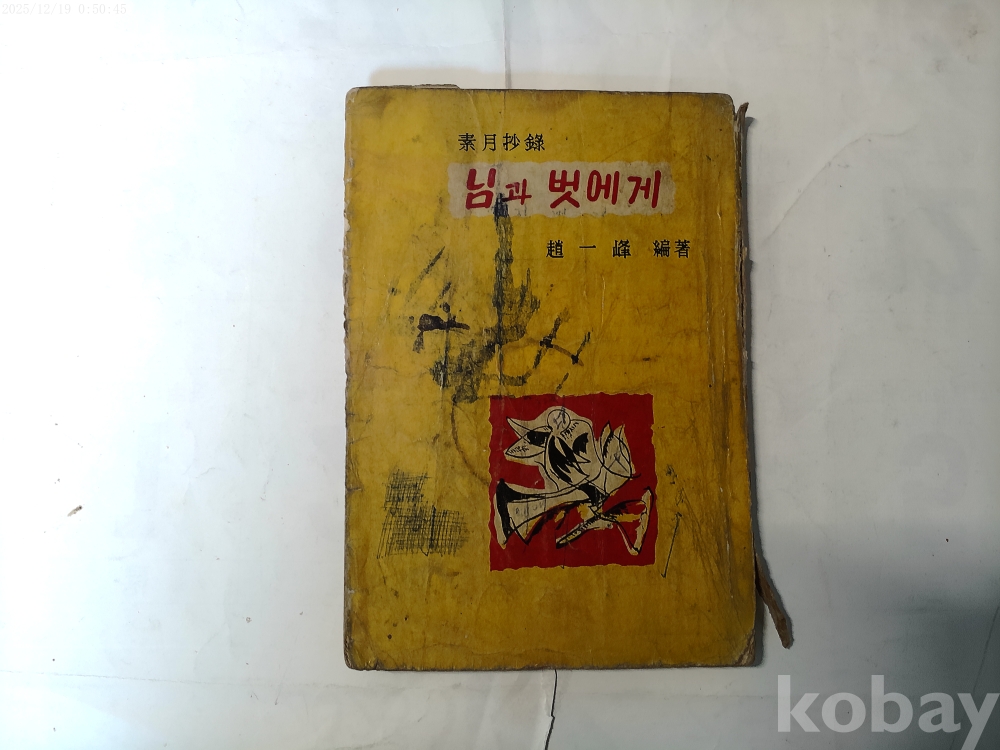 2025/12/19 0:50:45
素月抄錄
님과 벗에게
趙一峰 編著
kobay